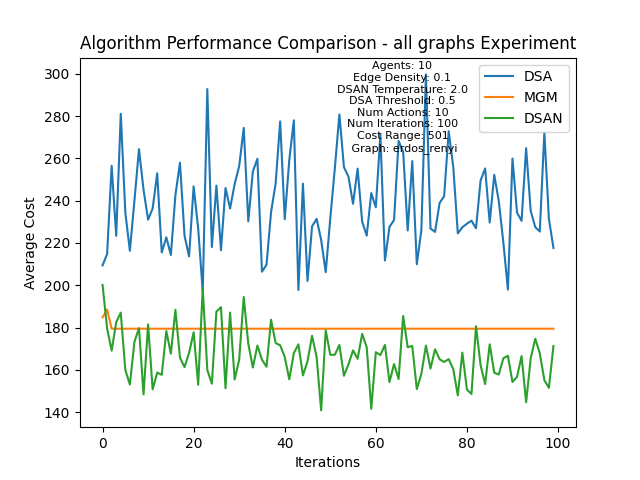 Algorithm Performance Comparison - all graphs Experiment
Agents: 10
Edge Density: 0.1
DSAN Temperature: 2.0
DSA Threshold: 0.5
Num Actions: 10
Num Iterations: 100
Cost Range: 501
Graph: erdos_renyi
DSA
MGM
DSAN
300
280
260
240
220
200
180
160
140
Average Cost
0
20
40
60
80
100
Iterations